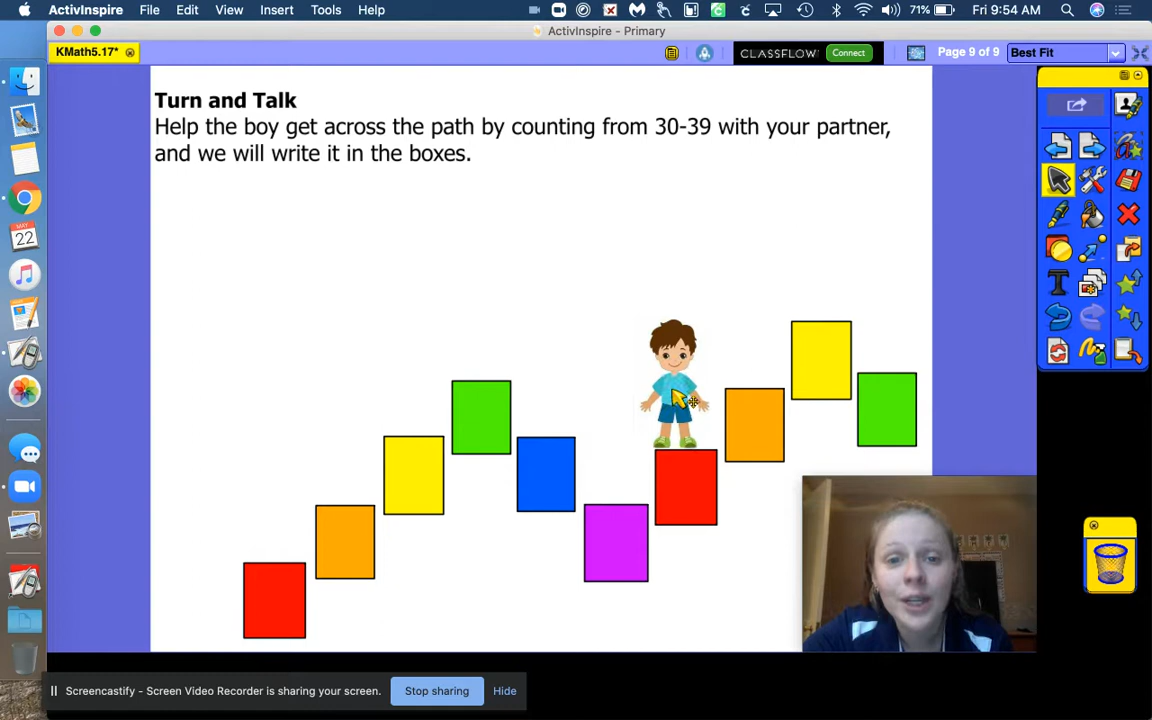 ActivInspire File Edit View Insert Tools Help 71% Fri 9:54 AM
ActivInspire - Primary
KMath5.17* CLASSFLOW Connect Page 9 of 9 Best Fit
Turn and Talk
Help the boy get across the path by counting from 30-39 with your partner,
and we will write it in the boxes.
MAY
22
T
Screencastify - Screen Video Recorder is sharing your screen. Stop sharing Hide